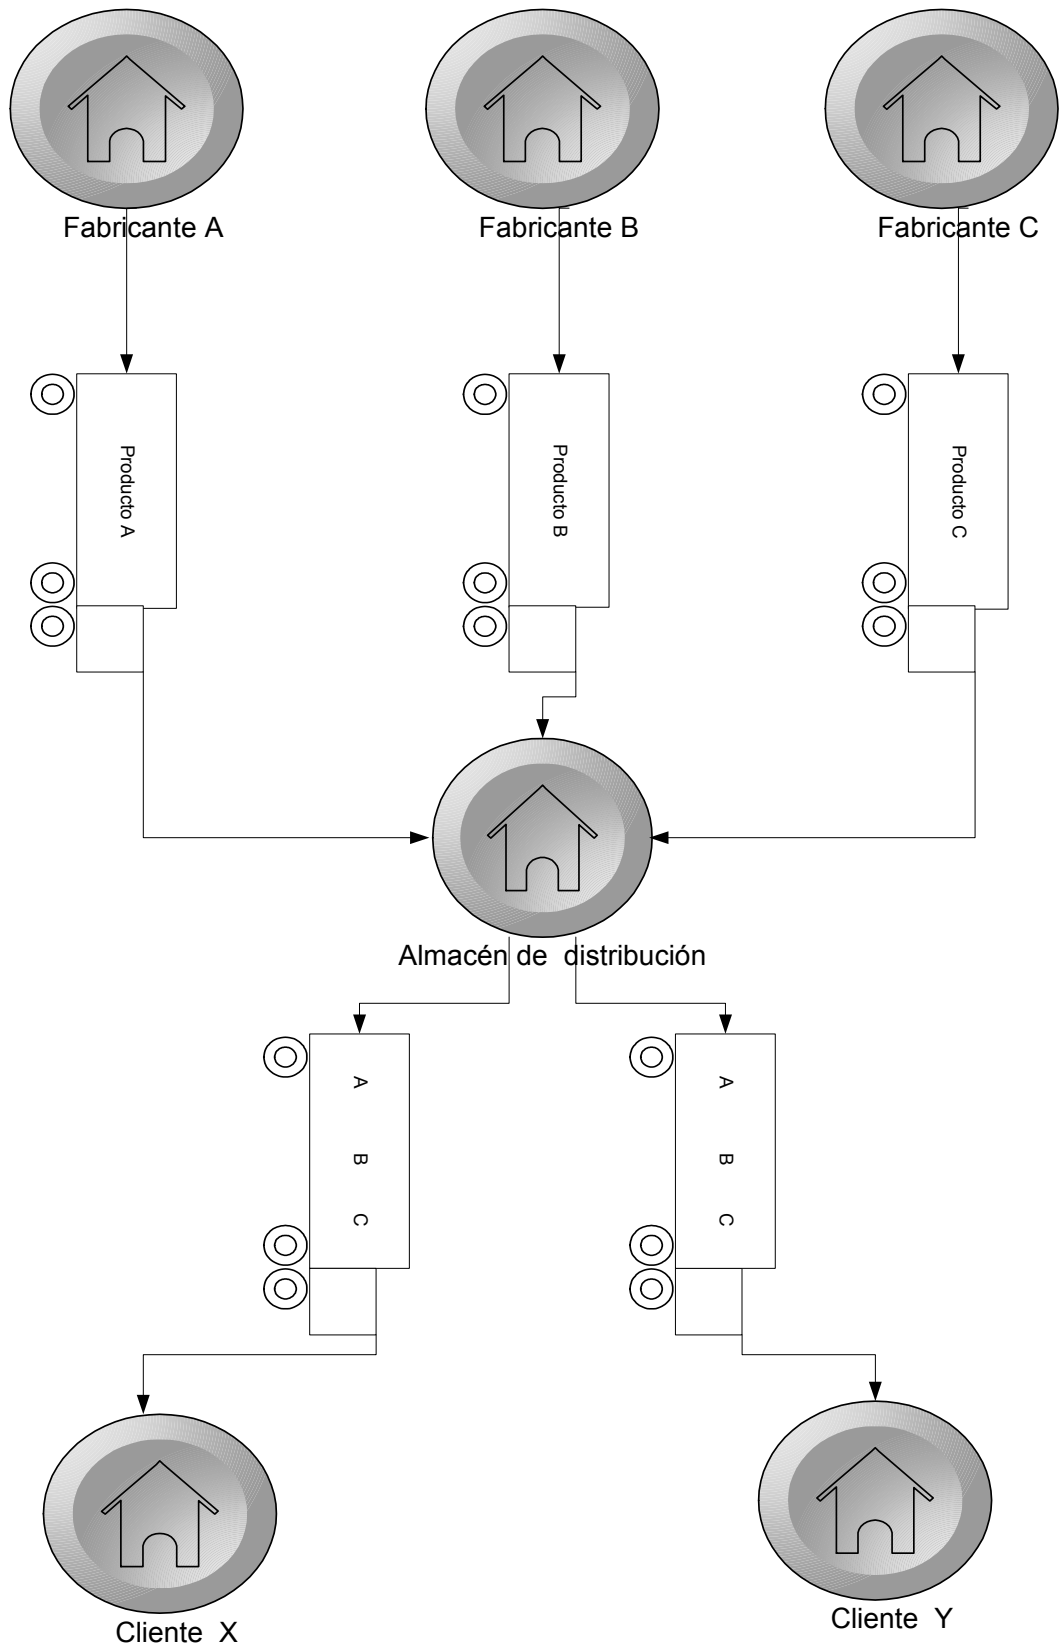 Fabricante A
Fabricante B
Fabricante C
Producto A
Producto B
Producto C
Almacén de distribución
A B C
A B C
Cliente X
Cliente Y